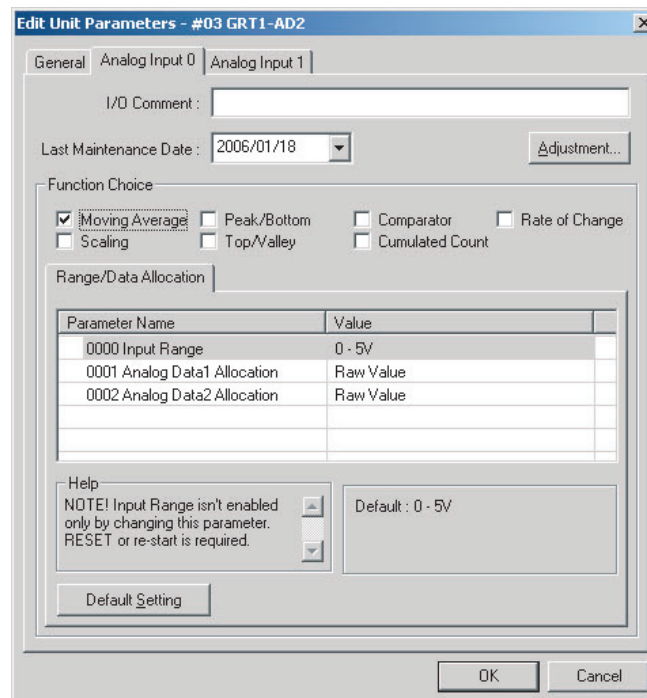 Edit Unit Parameters - #03 GRT1-AD2
General Analog Input 0 Analog Input 1
I/O Comment :
Last Maintenance Date : 2006/01/18 Adjustment...
Function Choice
Moving Average Peak/Bottom Comparator Rate of Change
Scaling Top/Valley Cumulated Count
Range/Data Allocation
Parameter Name Value
0000 Input Range 0 - 5V
0001 Analog Data1 Allocation Raw Value
0002 Analog Data2 Allocation Raw Value
Help
NOTE! Input Range isn't enabled
only by changing this parameter.
RESET or re-start is required.
Default : 0 - 5V
Default Setting
OK Cancel